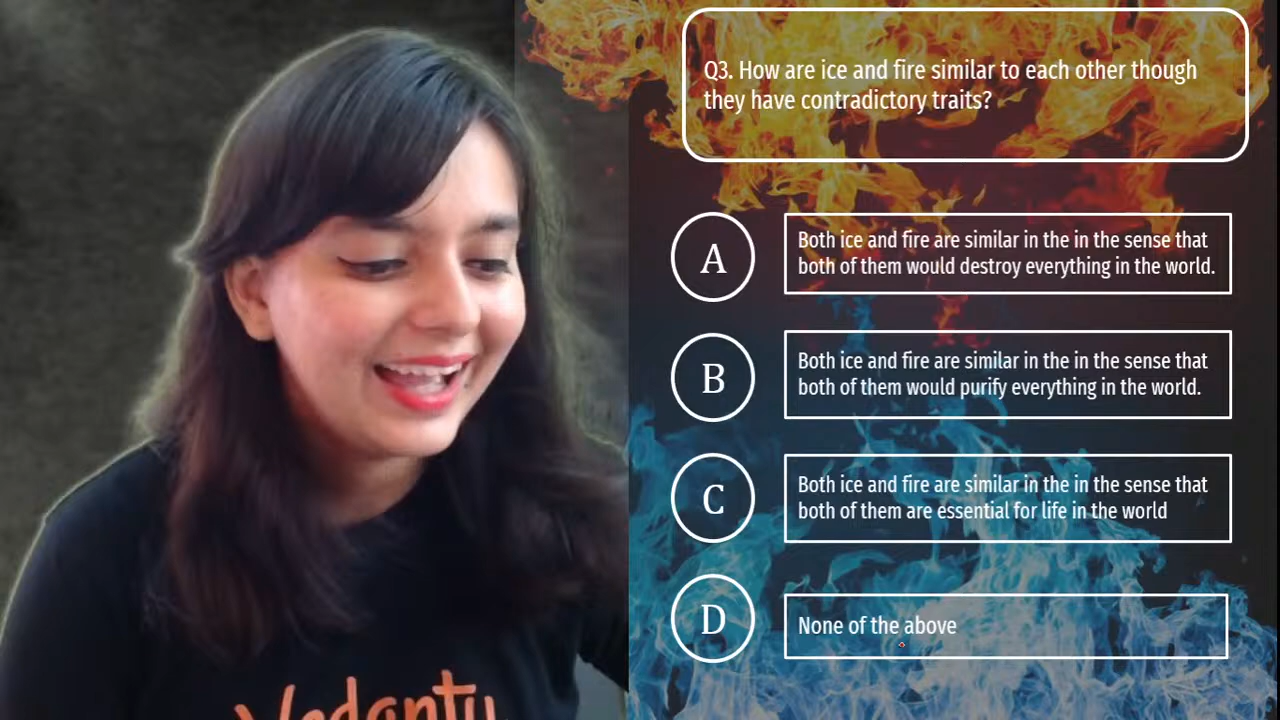 Q3. How are ice and fire similar to each other though
they have contradictory traits?
A
Both ice and fire are similar in the in the sense that
both of them would destroy everything in the world.
B
Both ice and fire are similar in the in the sense that
both of them would purify everything in the world.
C
Both ice and fire are similar in the in the sense that
both of them are essential for life in the world
D
None of the above